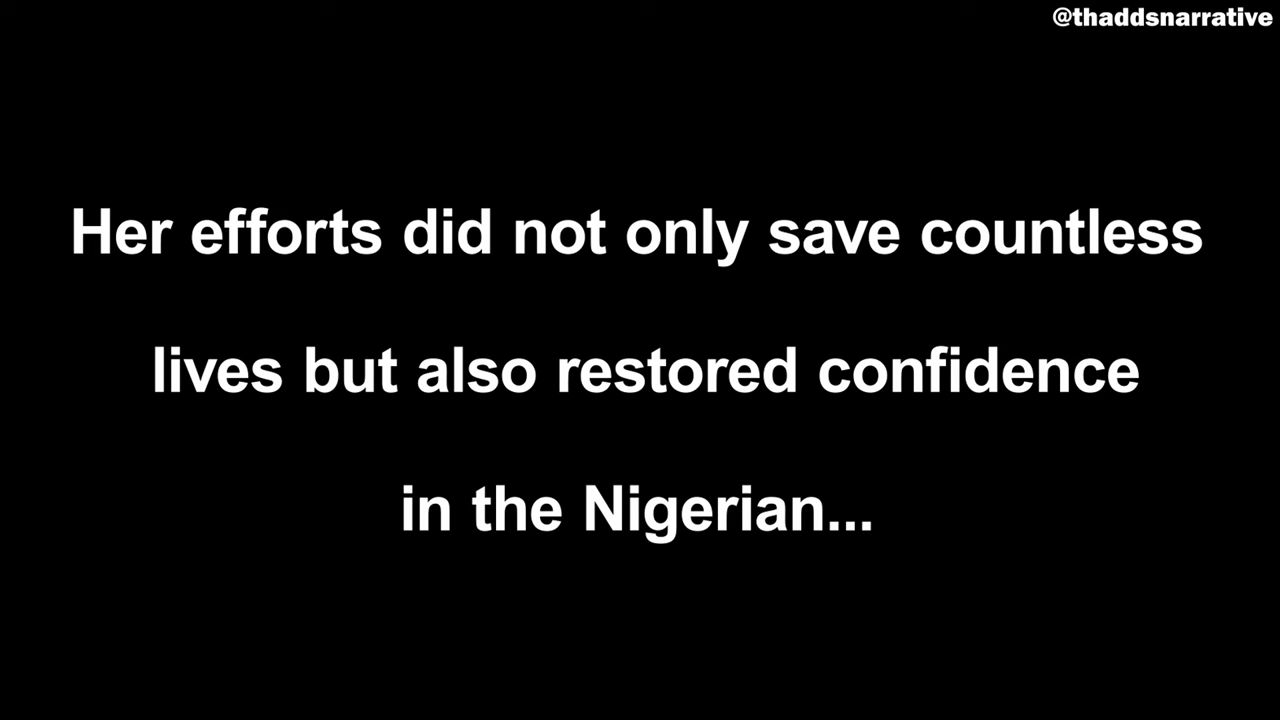 @thaddsnarrative
Her efforts did not only save countless
lives but also restored confidence
in the Nigerian...